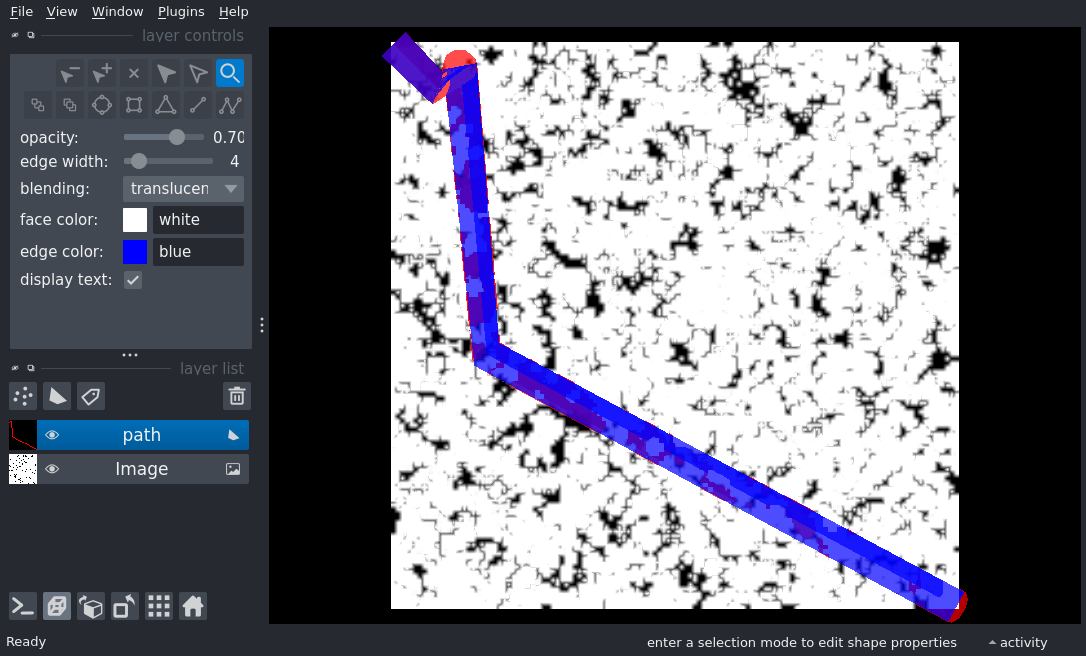 File View Window Plugins Help
layer controls
opacity: 0.70
edge width: 4
blending: translucen
face color: white
edge color: blue
display text:
layer list
path
Image
Ready
enter a selection mode to edit shape properties
activity